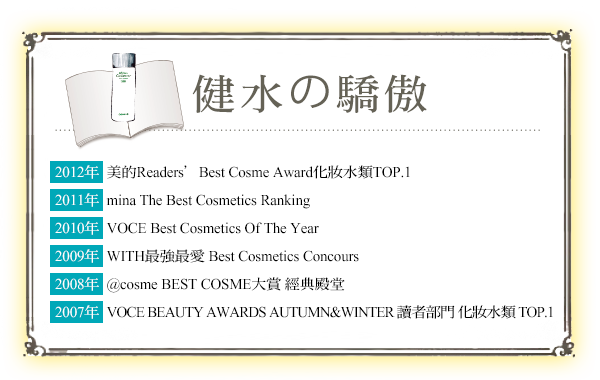 健水の驕傲
2012年 美的Readers’ Best Cosme Award化妝水類TOP.1
2011年 mina The Best Cosmetics Ranking
2010年 VOCE Best Cosmetics Of The Year
2009年 WITH最強最愛 Best Cosmetics Concours
2008年 @cosme BEST COSME大賞 經典殿堂
2007年 VOCE BEAUTY AWARDS AUTUMN&WINTER 讀者部門 化妝水類 TOP.1